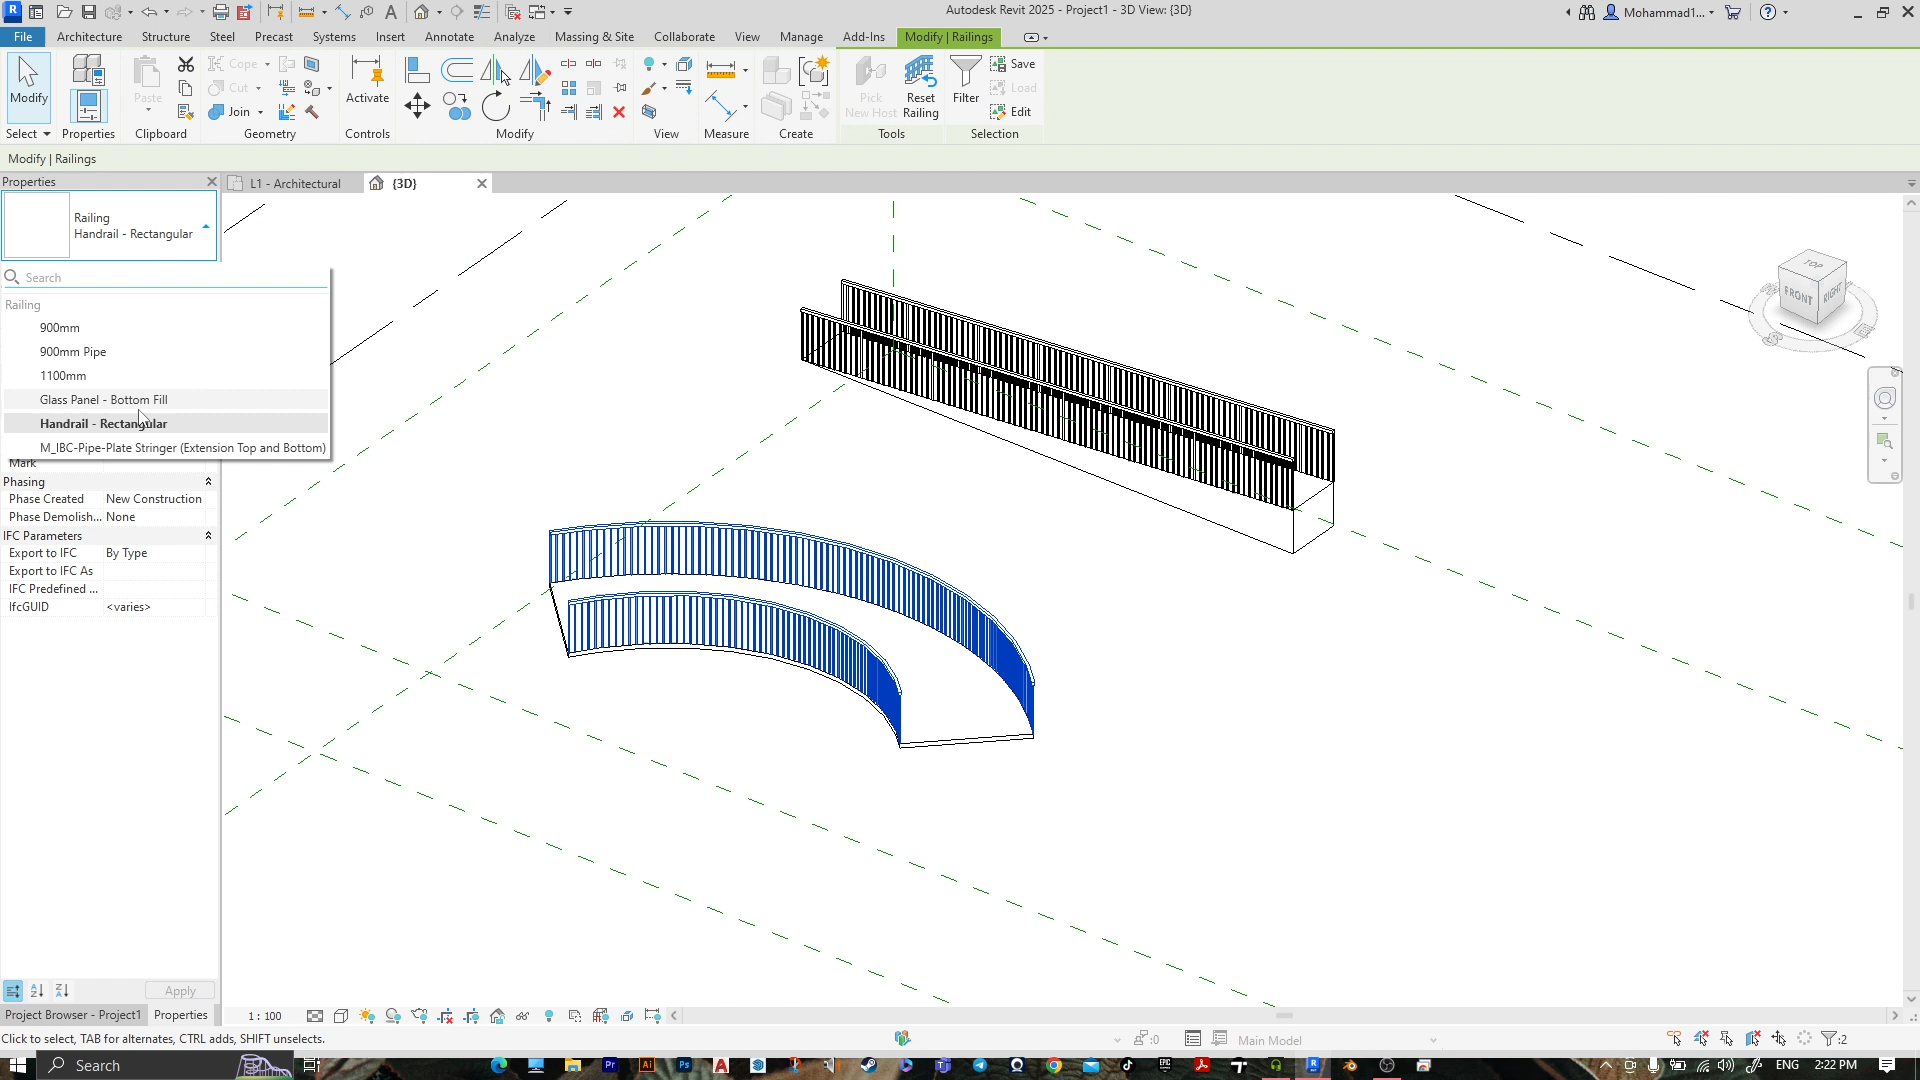 Autodesk Revit 2025 - Project1 - 3D View: {3D}
Mohammad1...
File Architecture Structure Steel Precast Systems Insert Annotate Analyze Massing & Site Collaborate View Manage Add-Ins Modify | Railings
Modify
Paste
Cope
Cut
Join
Activate
Pick New Host
Reset Railing
Filter
Save
Load
Edit
Select Properties Clipboard Geometry Controls Modify View Measure Create Tools Selection
Modify | Railings
Properties
L1 - Architectural
{3D}
Railing
Handrail - Rectangular
Search
Railing
900mm
900mm Pipe
1100mm
Glass Panel - Bottom Fill
Handrail - Rectangular
M_IBC-Pipe-Plate Stringer (Extension Top and Bottom)
Mark
Phasing
Phase Created New Construction
Phase Demolish... None
IFC Parameters
Export to IFC By Type
Export to IFC As
IFC Predefined ...
IfcGUID <varies>
TOP
FRONT
RIGHT
Apply
Project Browser - Project1 Properties
1 : 100
Click to select, TAB for alternates, CTRL adds, SHIFT unselects.
:0
Main Model
:2
Search
ENG 2:22 PM